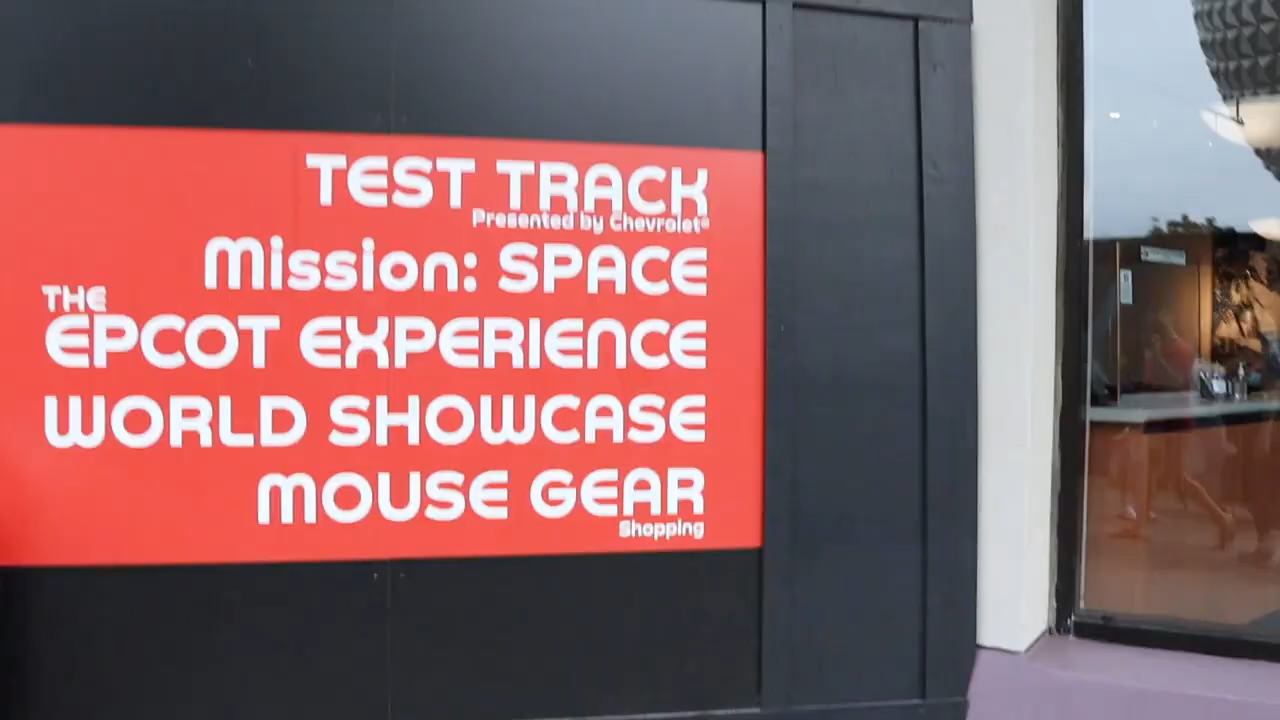 TEST TRACK
Presented by Chevrolet®
Mission: SPACE
THE
EPCOT EXPERIENCE
WORLD SHOWCASE
MOUSE GEAR
Shopping